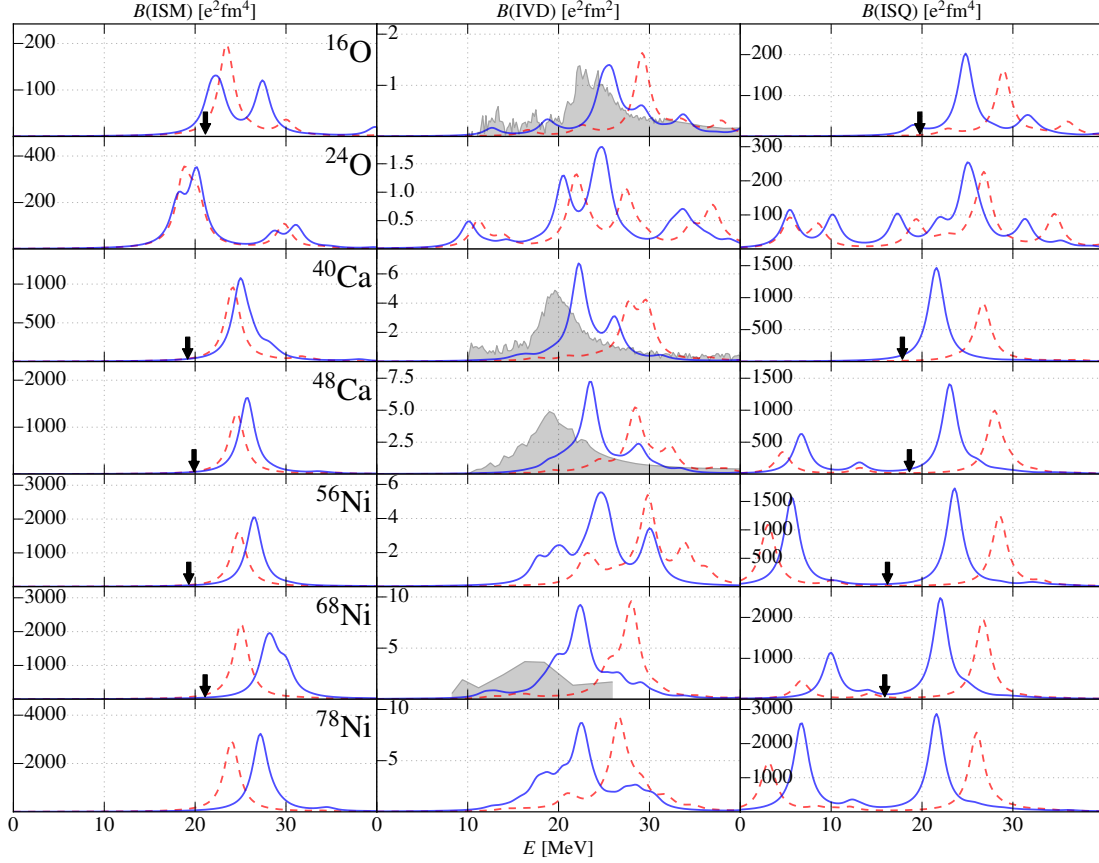 B(ISM) [e²fm⁴] B(IVD) [e²fm²] B(ISQ) [e²fm⁴]
200 100 ¹⁶O 2 1 200 100
400 200 ²⁴O 1.5 1.0 0.5 300 200 100
1000 500 ⁴⁰Ca 6 4 2 1500 1000 500
2000 1000 ⁴⁸Ca 7.5 5.0 2.5 1500 1000 500
3000 2000 1000 ⁵⁶Ni 6 4 2 1500 1000 500
3000 2000 1000 ⁶⁸Ni 10 5 2000 1000
4000 2000 ⁷⁸Ni 10 5 3000 2000 1000
0 10 20 30 0 10 20 30 0 10 20 30
E [MeV]